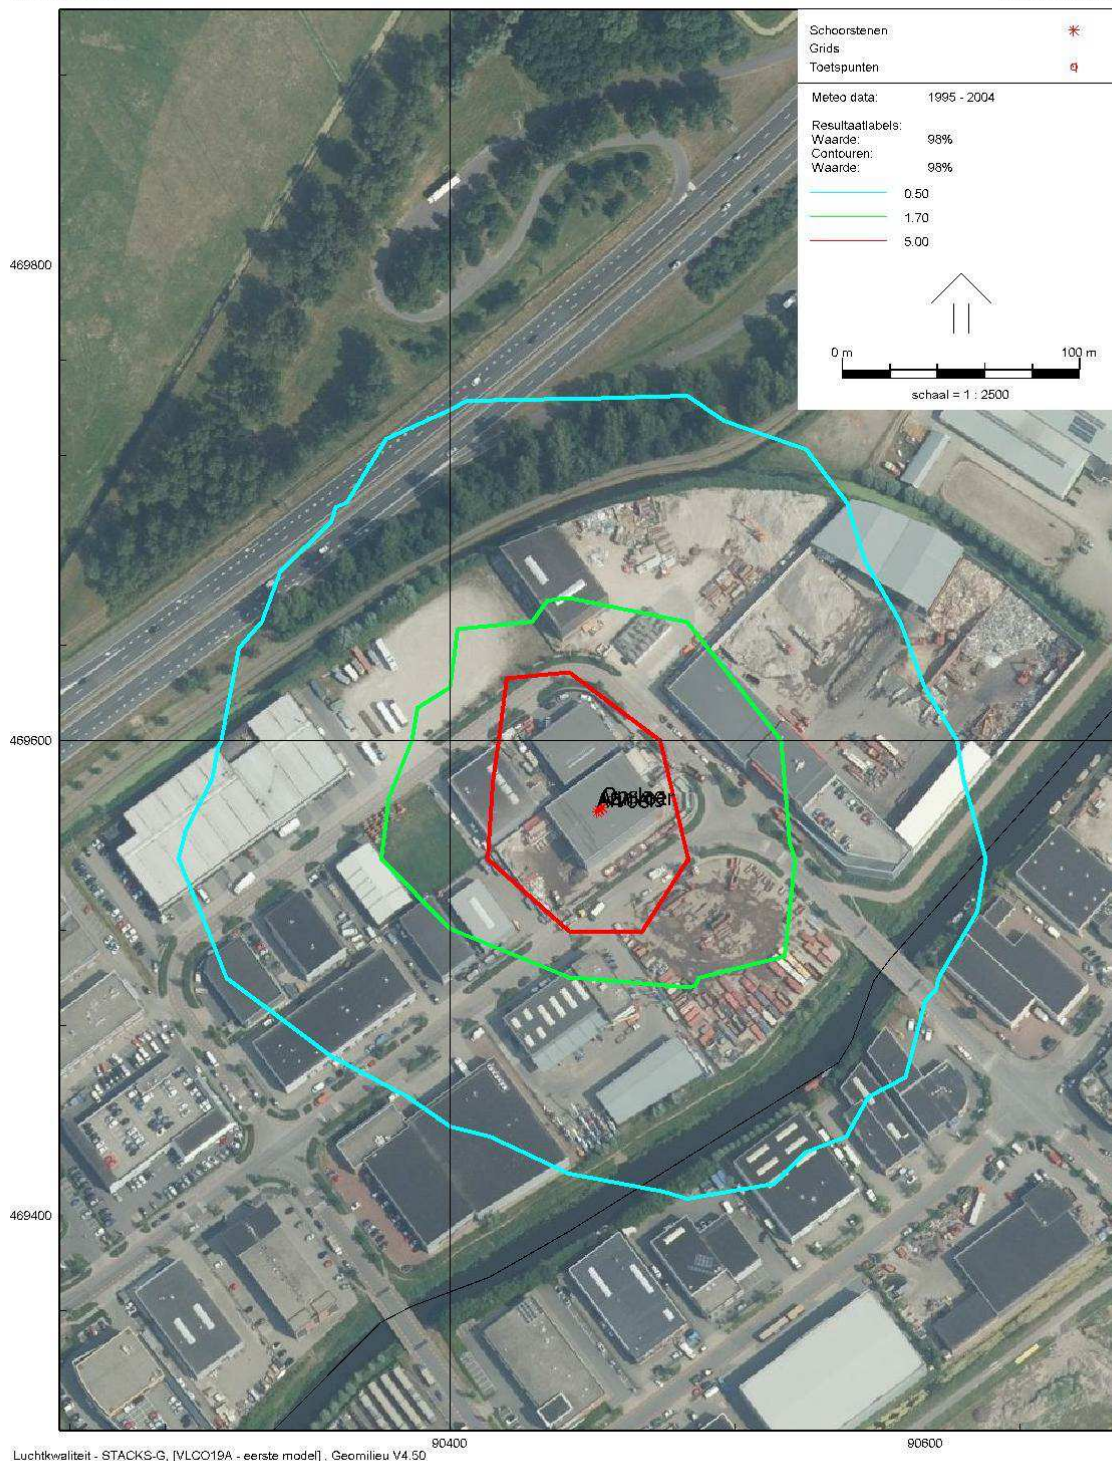 Schoorstenen
Grids
Toetspunten
Meteo data: 1995 - 2004
Resultaatlabels:
Waarde: 98%
Contouren:
Waarde: 98%
0.50
1.70
5.00
0 m 100 m
schaal = 1 : 2500
469800
469600
469400
90400 90600
Luchtkwaliteit - STACKS-G, [VLCO19A - eerste model] , Geomilieu V4.50